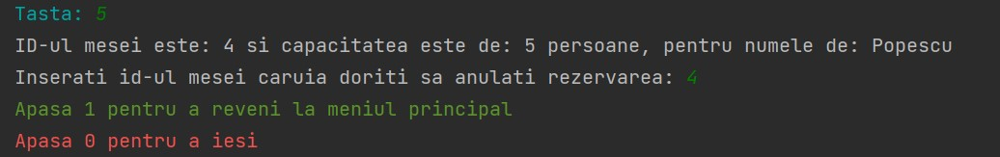 Tasta: 5
ID-ul mesei este: 4 si capacitatea este de: 5 persoane, pentru numele de: Popescu
Inserati id-ul mesei caruia doriti sa anulati rezervarea: 4
Apasa 1 pentru a reveni la meniul principal
Apasa 0 pentru a iesi